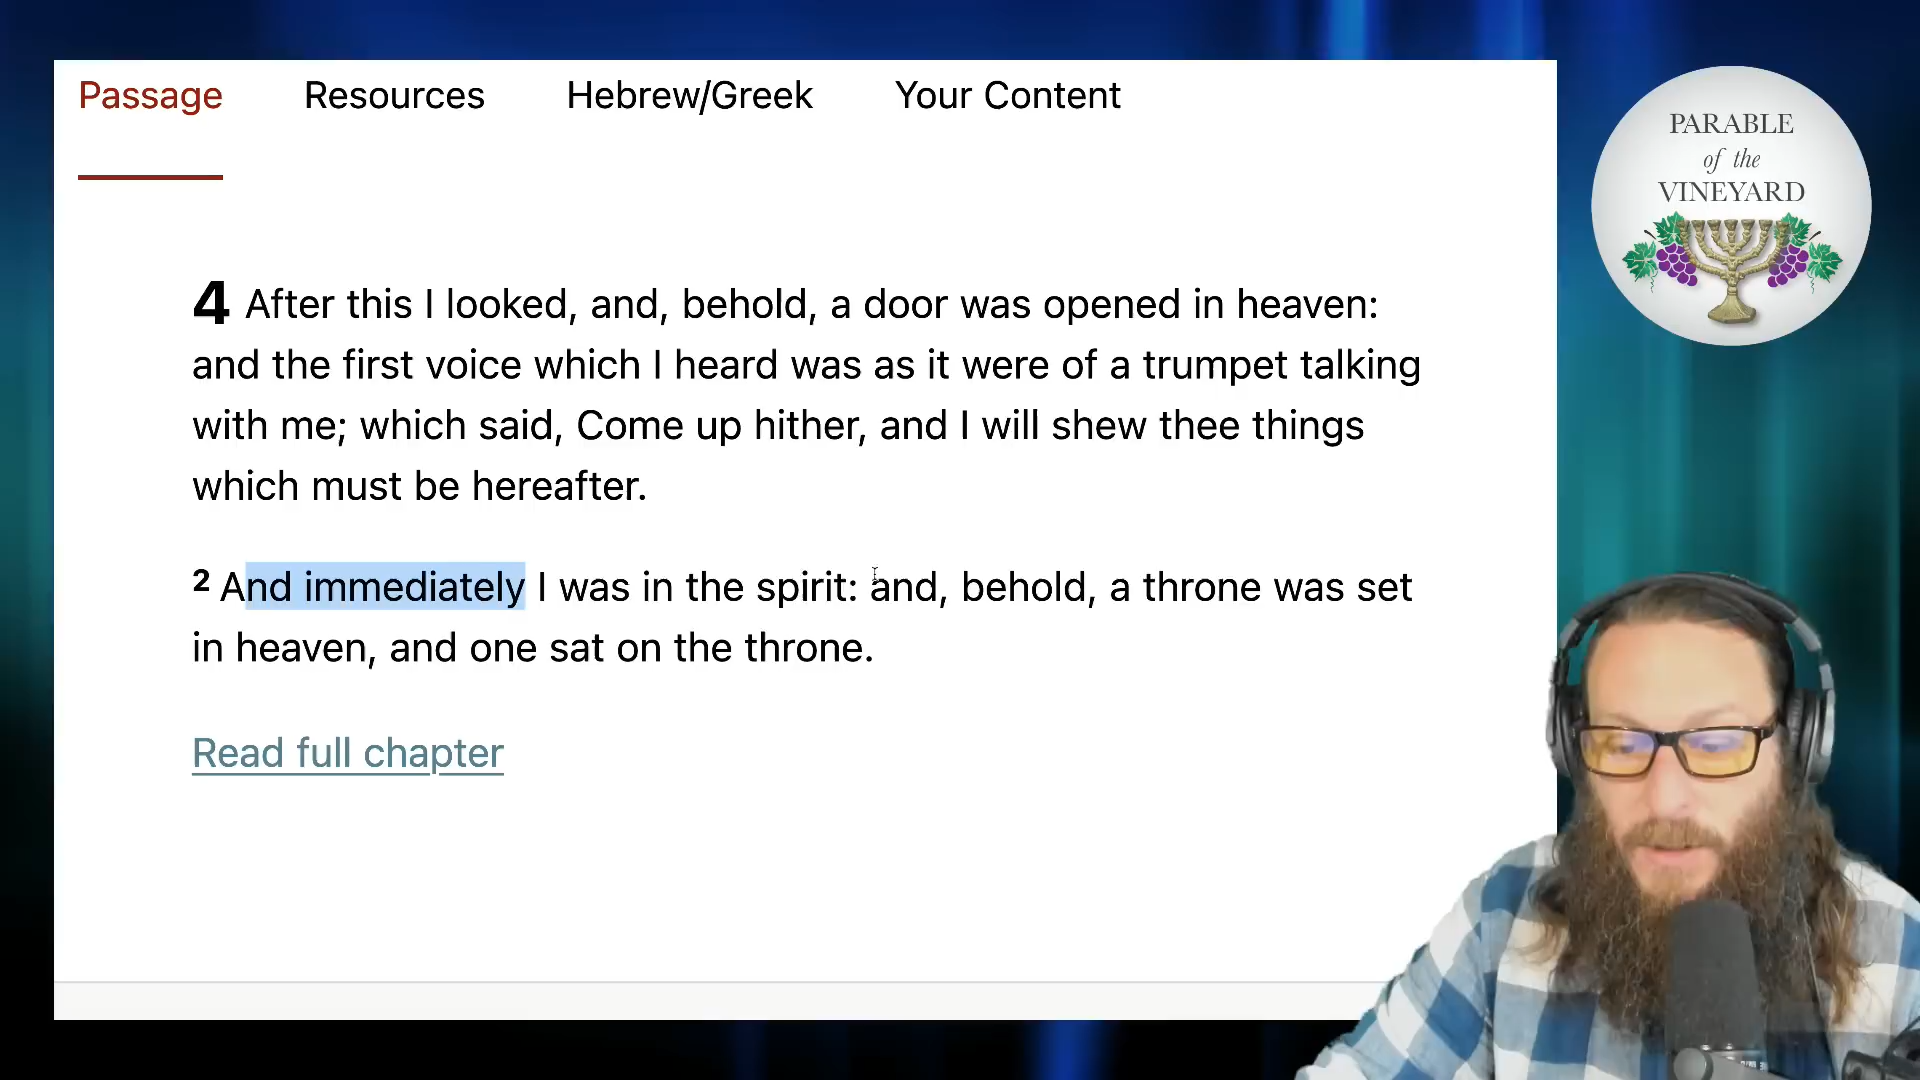 Passage Resources Hebrew/Greek Your Content
PARABLE
of the
VINEYARD
4 After this I looked, and, behold, a door was opened in heaven:
and the first voice which I heard was as it were of a trumpet talking
with me; which said, Come up hither, and I will shew thee things
which must be hereafter.
2 And immediately I was in the spirit: and, behold, a throne was set
in heaven, and one sat on the throne.
Read full chapter